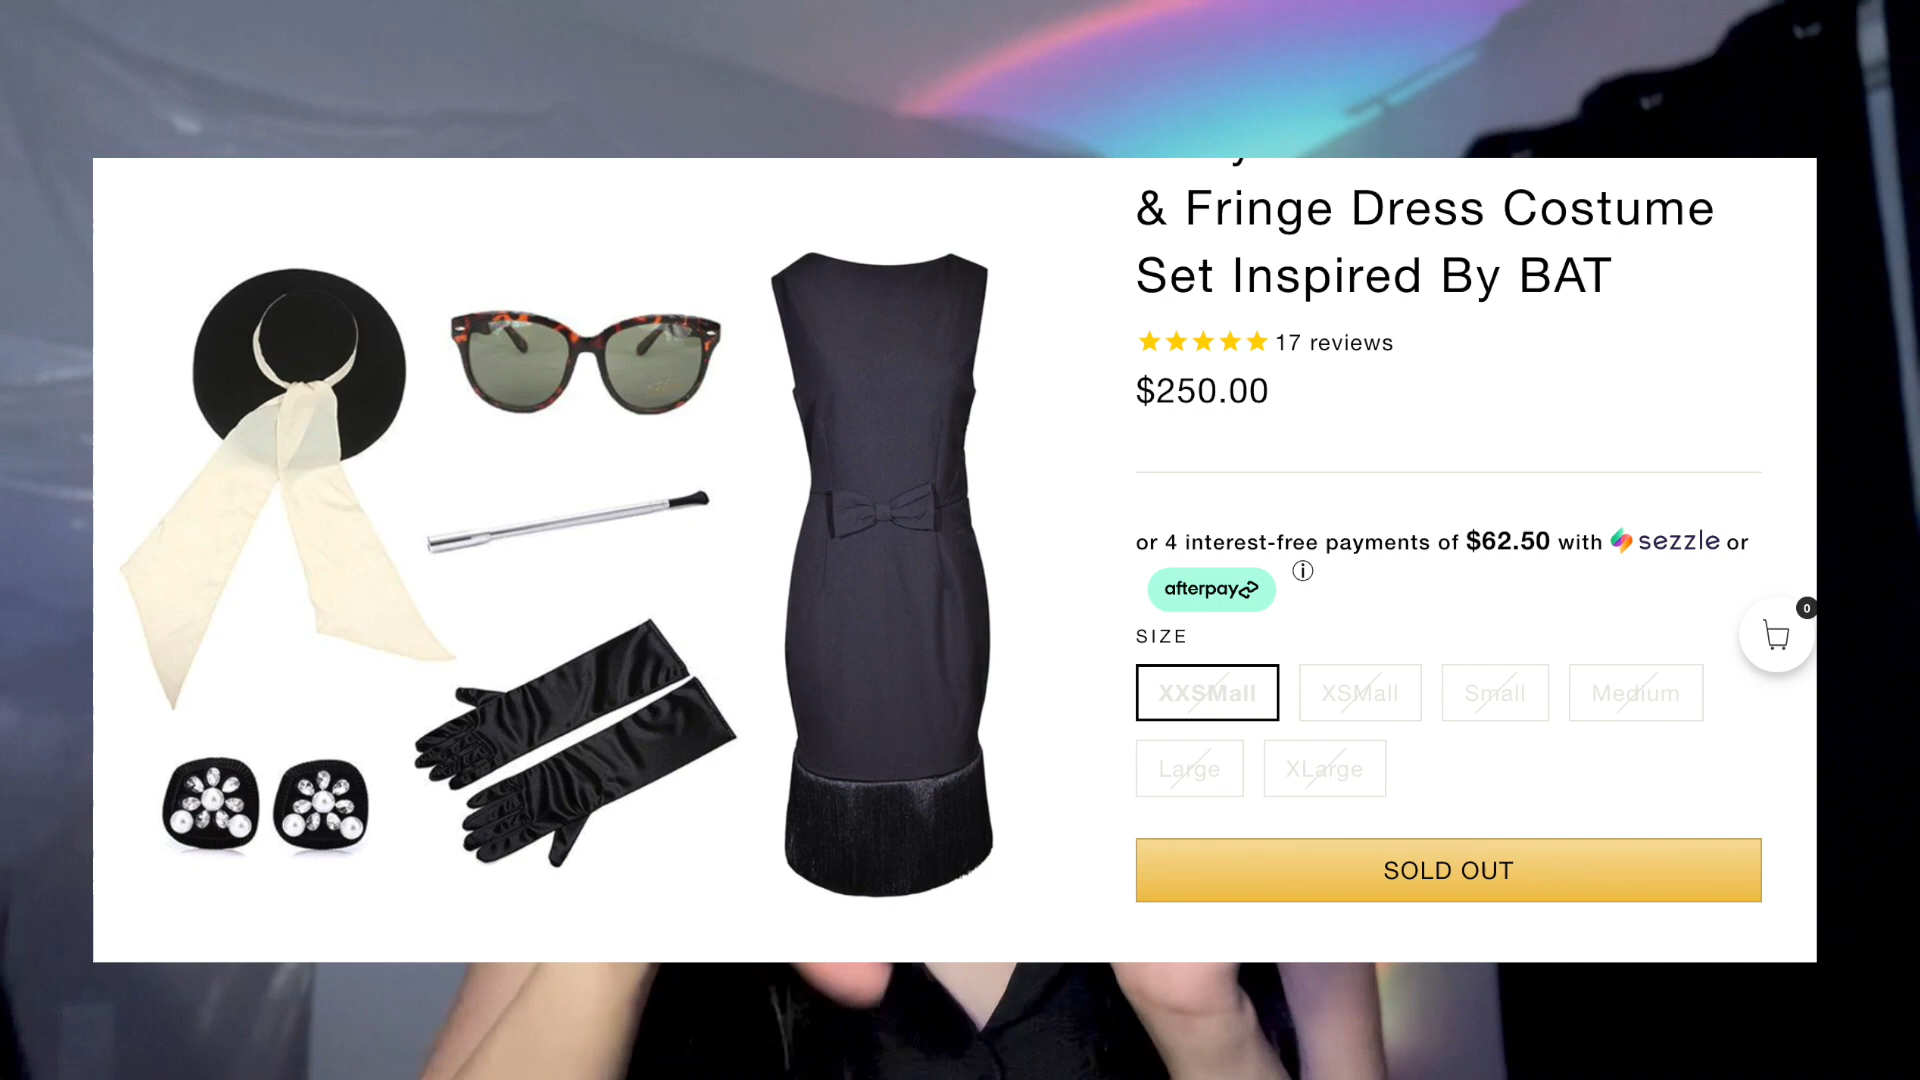 & Fringe Dress Costume
Set Inspired By BAT
17 reviews
$250.00
or 4 interest-free payments of $62.50 with sezzle or
afterpay
i
SIZE
0
XXSMall
XSMall
Small
Medium
Large
XLarge
SOLD OUT